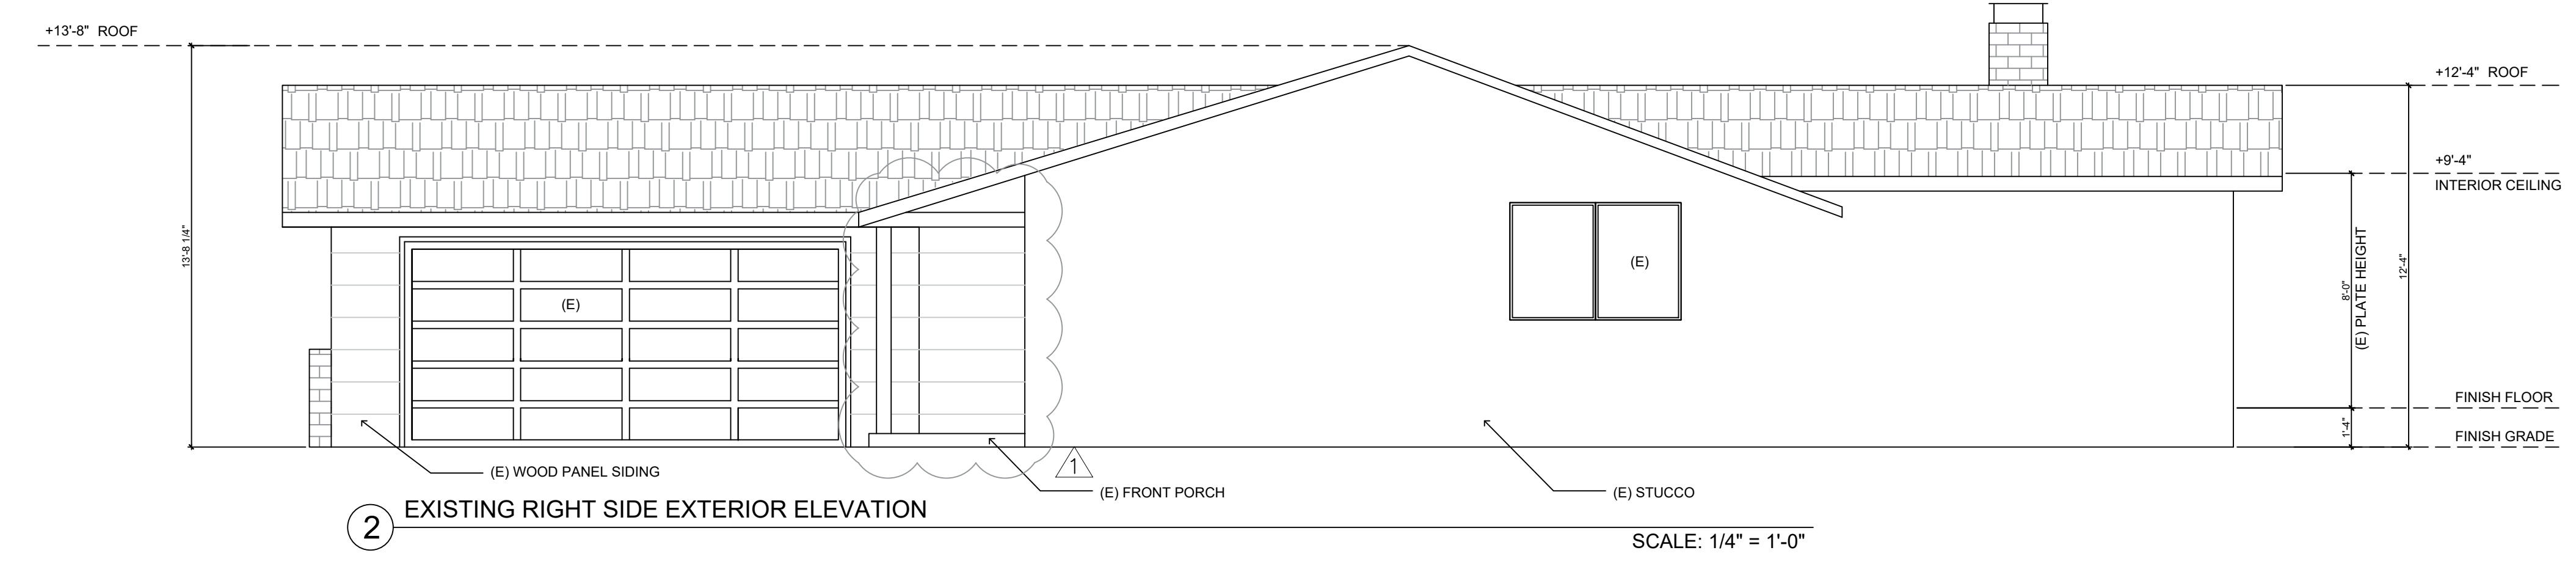 +13'-8" ROOF
+12'-4" ROOF
+9'-4"
INTERIOR CEILING
13'-8 1/4"
(E)
(E)
8'-0"
(E) PLATE HEIGHT
12'-4"
FINISH FLOOR
1'-4"
FINISH GRADE
1
(E) WOOD PANEL SIDING
(E) FRONT PORCH
(E) STUCCO
2
EXISTING RIGHT SIDE EXTERIOR ELEVATION
SCALE: 1/4" = 1'-0"